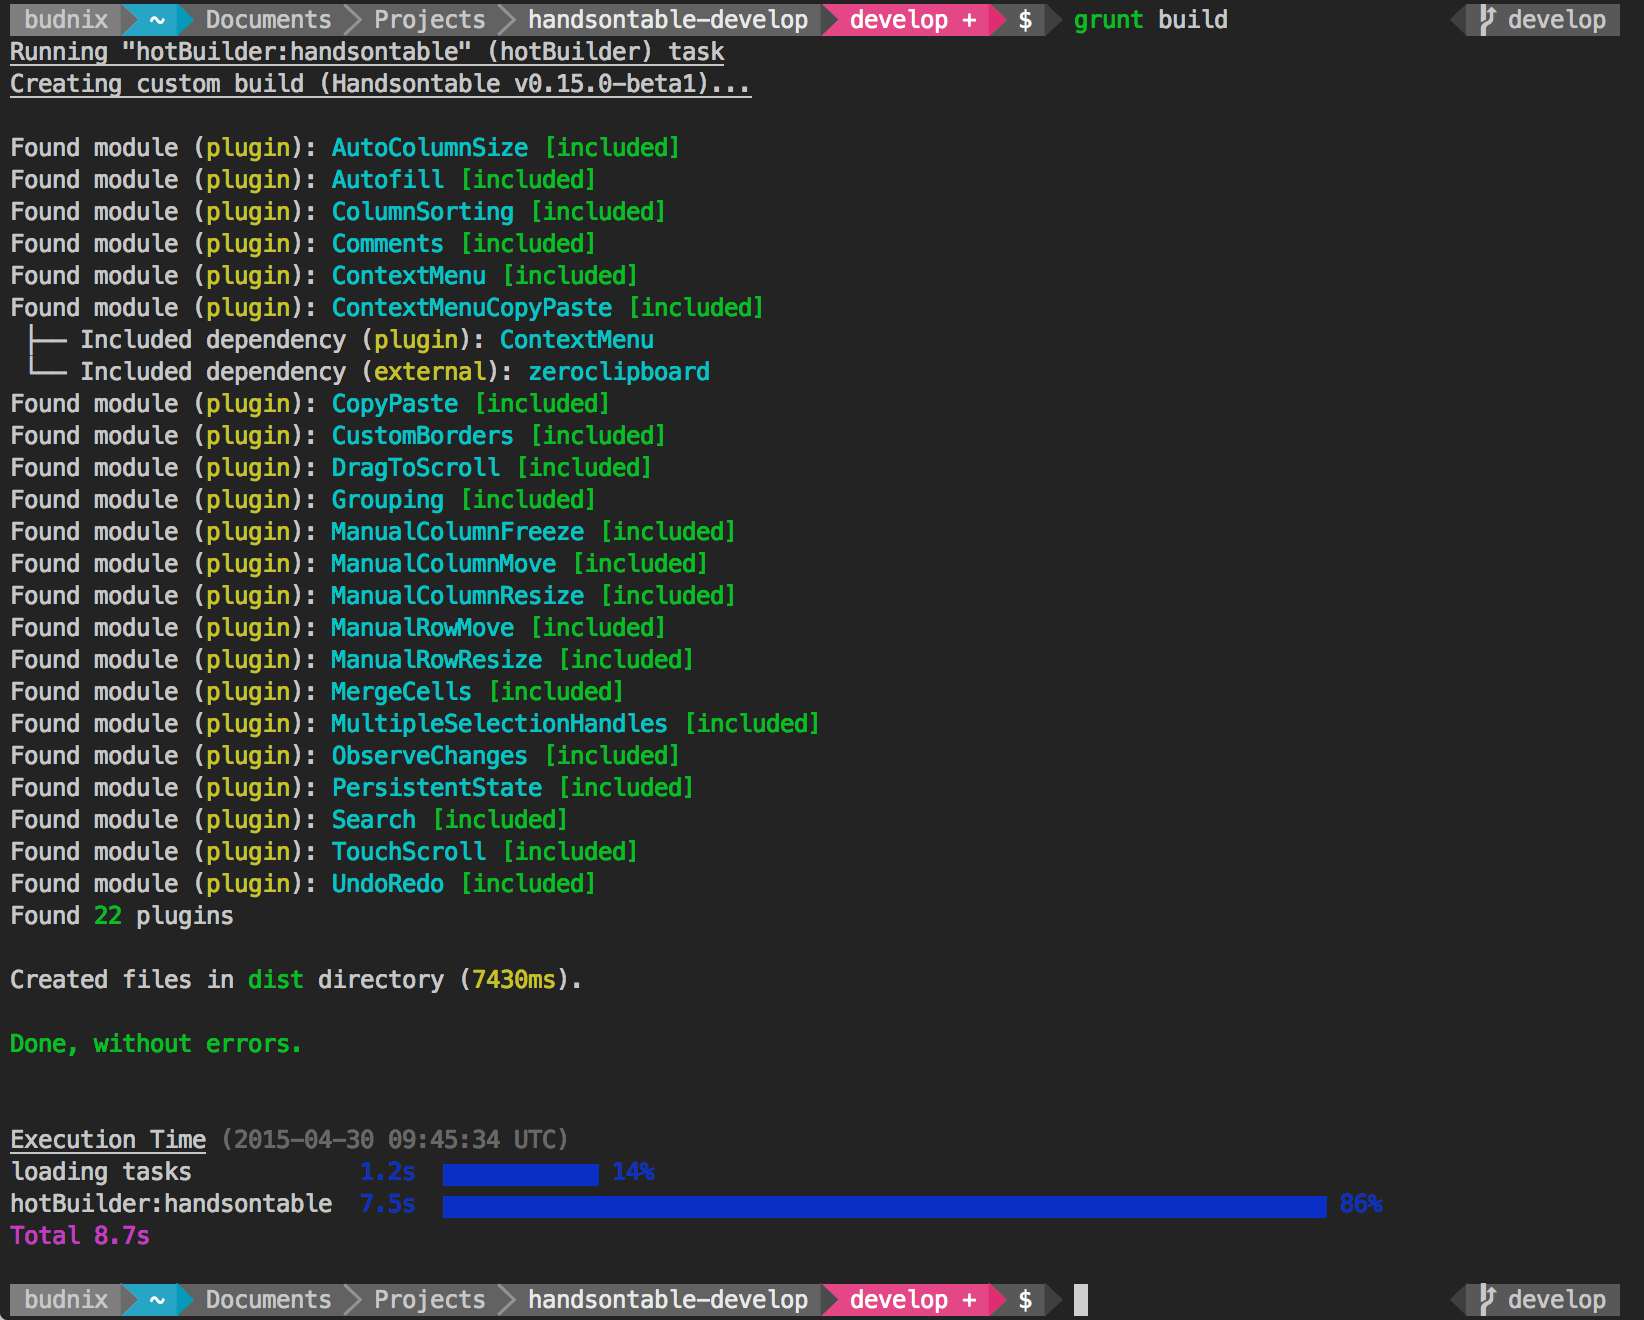 budnix ~ Documents Projects handsontable-develop develop + $ grunt build develop
Running "hotBuilder:handsontable" (hotBuilder) task
Creating custom build (Handsontable v0.15.0-beta1)...
Found module (plugin): AutoColumnSize [included]
Found module (plugin): Autofill [included]
Found module (plugin): ColumnSorting [included]
Found module (plugin): Comments [included]
Found module (plugin): ContextMenu [included]
Found module (plugin): ContextMenuCopyPaste [included]
├── Included dependency (plugin): ContextMenu
└── Included dependency (external): zeroclipboard
Found module (plugin): CopyPaste [included]
Found module (plugin): CustomBorders [included]
Found module (plugin): DragToScroll [included]
Found module (plugin): Grouping [included]
Found module (plugin): ManualColumnFreeze [included]
Found module (plugin): ManualColumnMove [included]
Found module (plugin): ManualColumnResize [included]
Found module (plugin): ManualRowMove [included]
Found module (plugin): ManualRowResize [included]
Found module (plugin): MergeCells [included]
Found module (plugin): MultipleSelectionHandles [included]
Found module (plugin): ObserveChanges [included]
Found module (plugin): PersistentState [included]
Found module (plugin): Search [included]
Found module (plugin): TouchScroll [included]
Found module (plugin): UndoRedo [included]
Found 22 plugins
Created files in dist directory (7430ms).
Done, without errors.
Execution Time (2015-04-30 09:45:34 UTC)
loading tasks 1.2s 14%
hotBuilder:handsontable 7.5s 86%
Total 8.7s
budnix ~ Documents Projects handsontable-develop develop + $ develop